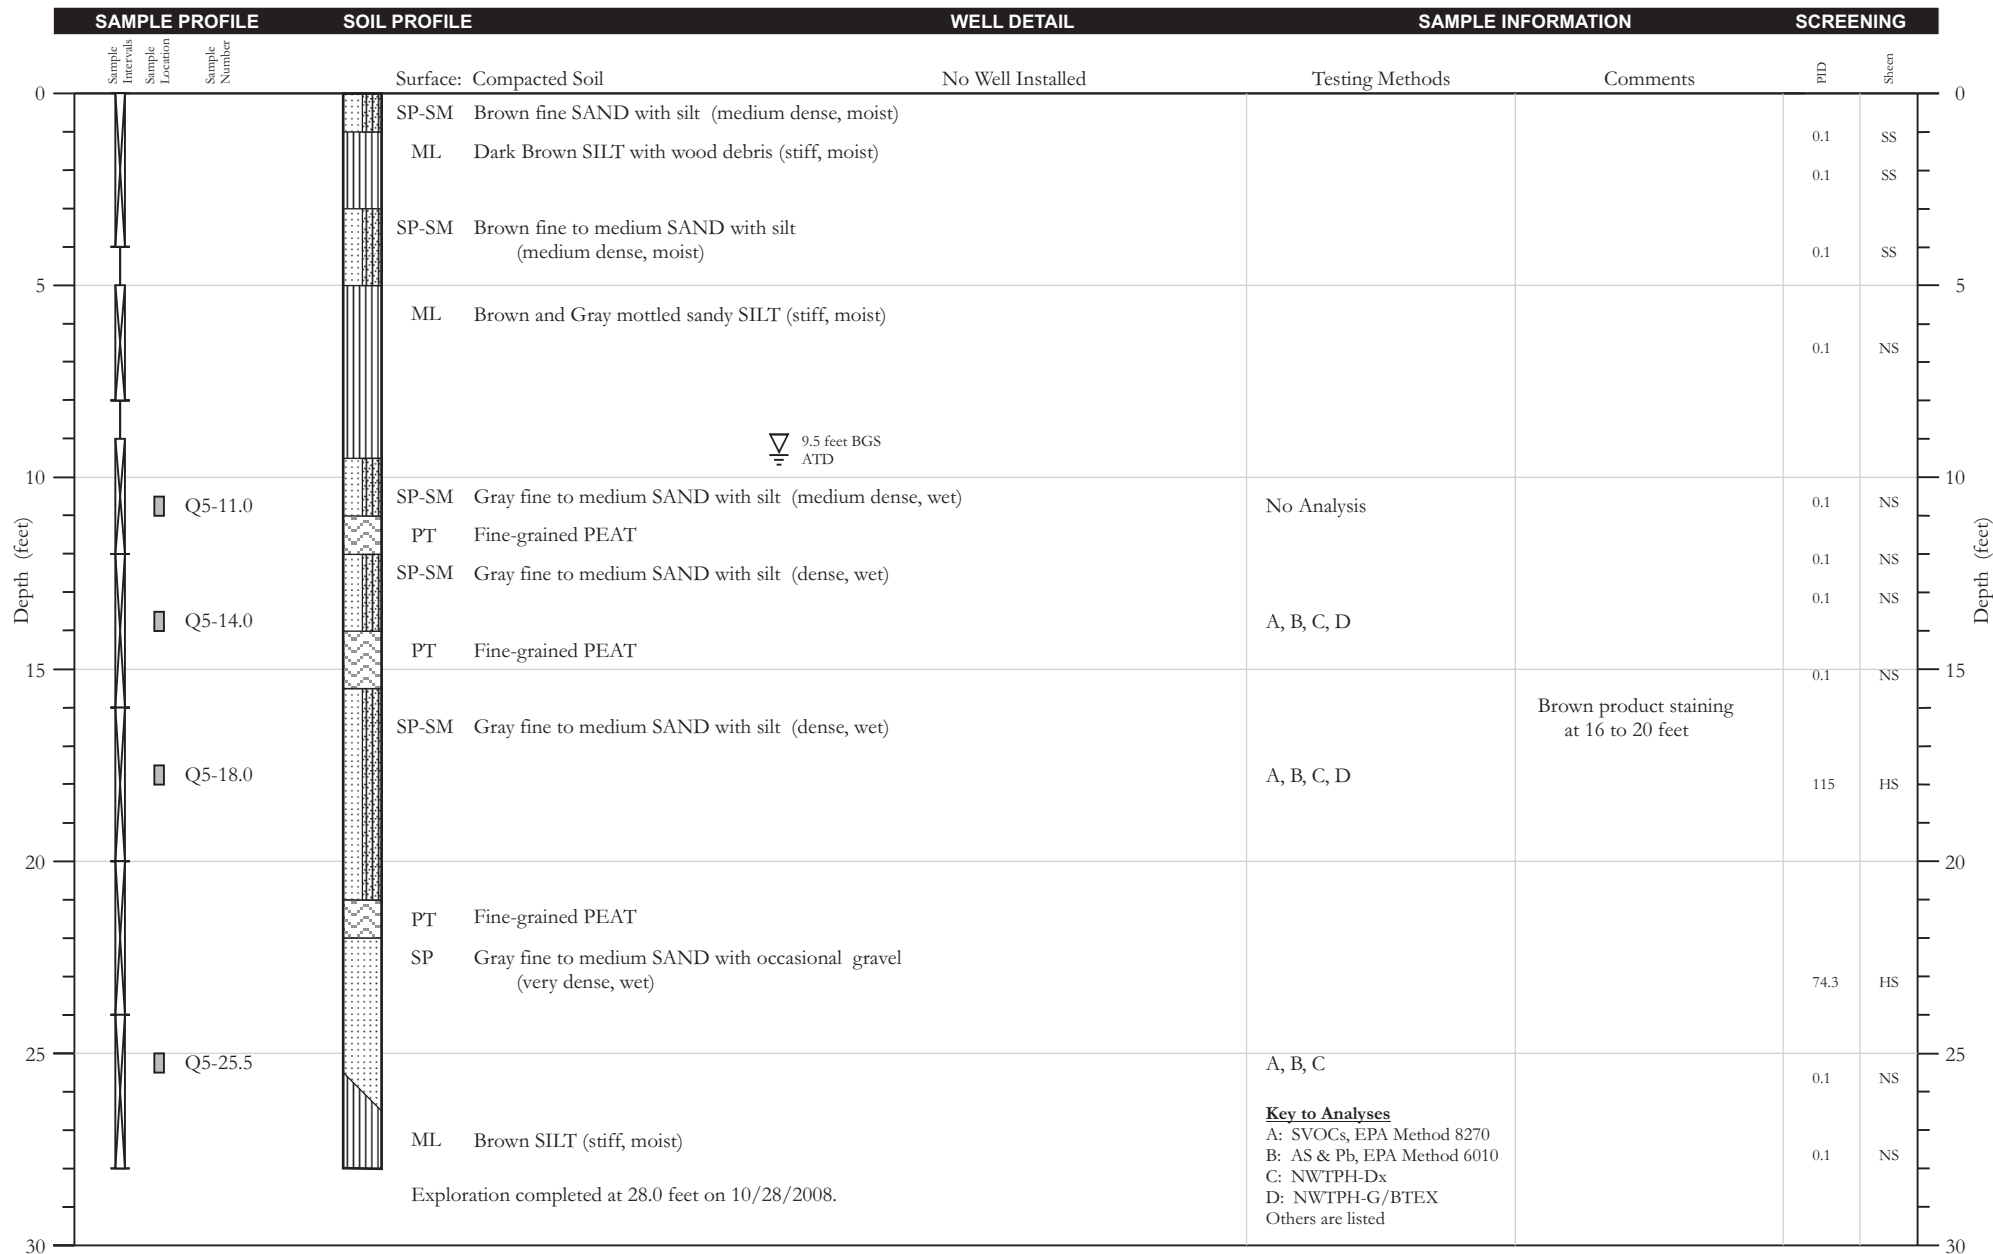 SAMPLE PROFILE SOIL PROFILE WELL DETAIL SAMPLE INFORMATION SCREENING
Sample Intervals
Sample Location
Sample Number
Surface: Compacted Soil No Well Installed Testing Methods Comments
PID
Sheen
0 0
SP-SM Brown fine SAND with silt (medium dense, moist)
0.1 SS
ML Dark Brown SILT with wood debris (stiff, moist)
0.1 SS
SP-SM Brown fine to medium SAND with silt
(medium dense, moist) 0.1 SS
5 5
ML Brown and Gray mottled sandy SILT (stiff, moist)
0.1 NS
9.5 feet BGS
ATD
10 10
Q5-11.0 SP-SM Gray fine to medium SAND with silt (medium dense, wet) No Analysis 0.1 NS
PT Fine-grained PEAT
0.1 NS
SP-SM Gray fine to medium SAND with silt (dense, wet)
0.1 NS
Depth (feet) Depth (feet)
Q5-14.0 A, B, C, D
PT Fine-grained PEAT
15 15
0.1 NS
Brown product staining
SP-SM Gray fine to medium SAND with silt (dense, wet) at 16 to 20 feet
Q5-18.0 A, B, C, D
115 HS
20 20
PT Fine-grained PEAT
SP Gray fine to medium SAND with occasional gravel
(very dense, wet) 74.3 HS
25 25
Q5-25.5 A, B, C
0.1 NS
Key to Analyses
A: SVOCs, EPA Method 8270
ML Brown SILT (stiff, moist)
B: AS & Pb, EPA Method 6010 0.1 NS
C: NWTPH-Dx
Exploration completed at 28.0 feet on 10/28/2008.
D: NWTPH-G/BTEX
Others are listed
30 30